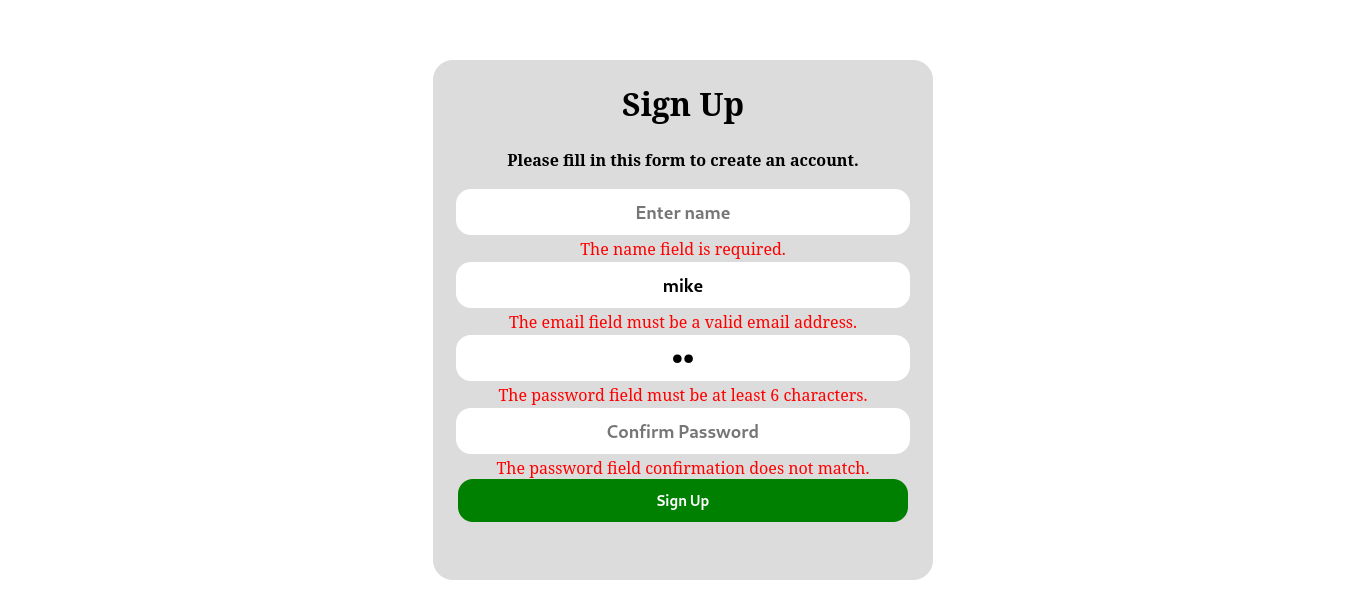 Sign Up
Please fill in this form to create an account.
Enter name
The name field is required.
mike
The email field must be a valid email address.
••
The password field must be at least 6 characters.
Confirm Password
The password field confirmation does not match.
Sign Up